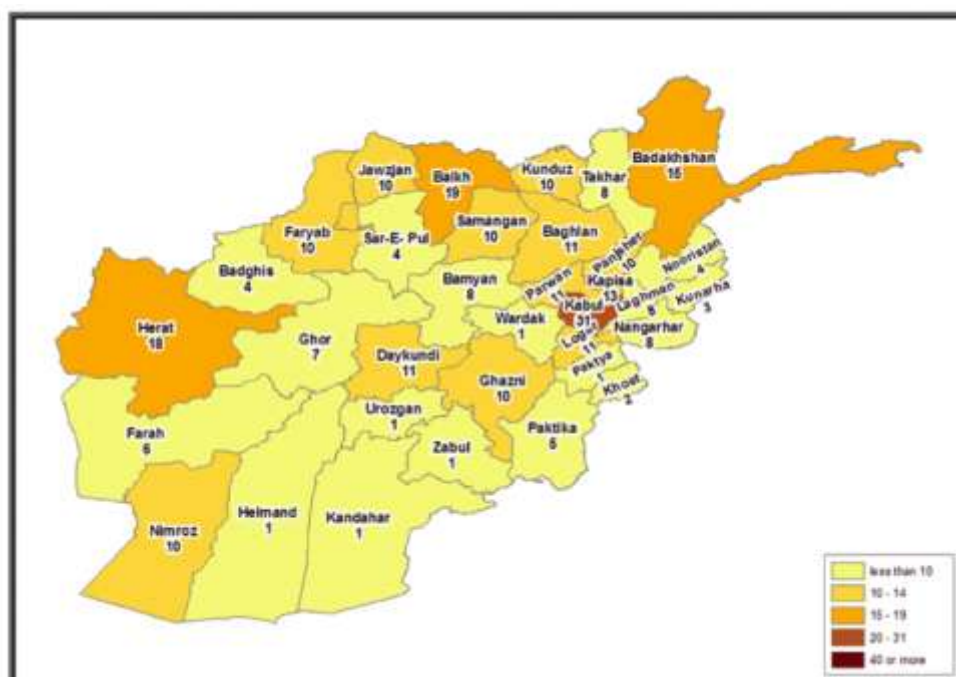 Badakhshan
15
Jawzjan
10
Balkh
19
Kunduz
10
Takhar
8
Faryab
10
Sar-E- Pul
4
Samangan
10
Baghlan
11
Panjsher
10
Nooristan
4
Badghis
4
Bamyan
8
Parwan
11
Kapisa
13
Laghman
Kunarha
3
Herat
18
Ghor
7
Wardak
1
Kabul
31
Nangarhar
8
Logar
11
Daykundi
11
Ghazni
10
Paktya
1
Khost
2
Urozgan
1
Zabul
1
Paktika
Farah
Nimroz
10
Helmand
1
Kandahar
1
less than 10
10 - 14
15 - 19
20 - 31
40 or more